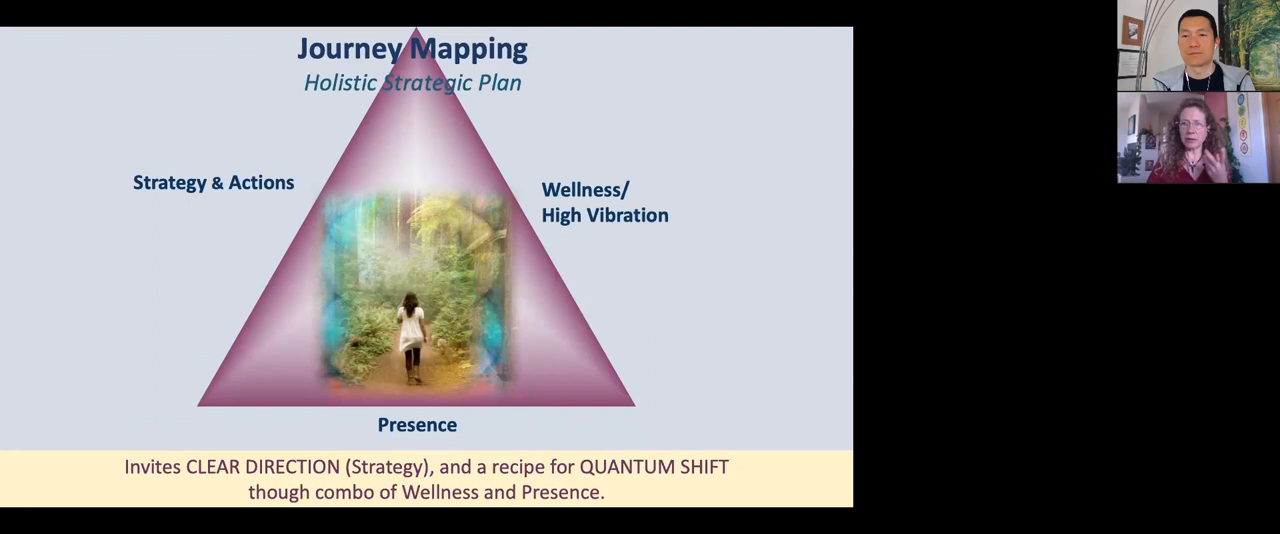 Journey Mapping
Holistic Strategic Plan
Strategy & Actions
Wellness/
High Vibration
Presence
Invites CLEAR DIRECTION (Strategy), and a recipe for QUANTUM SHIFT
though combo of Wellness and Presence.